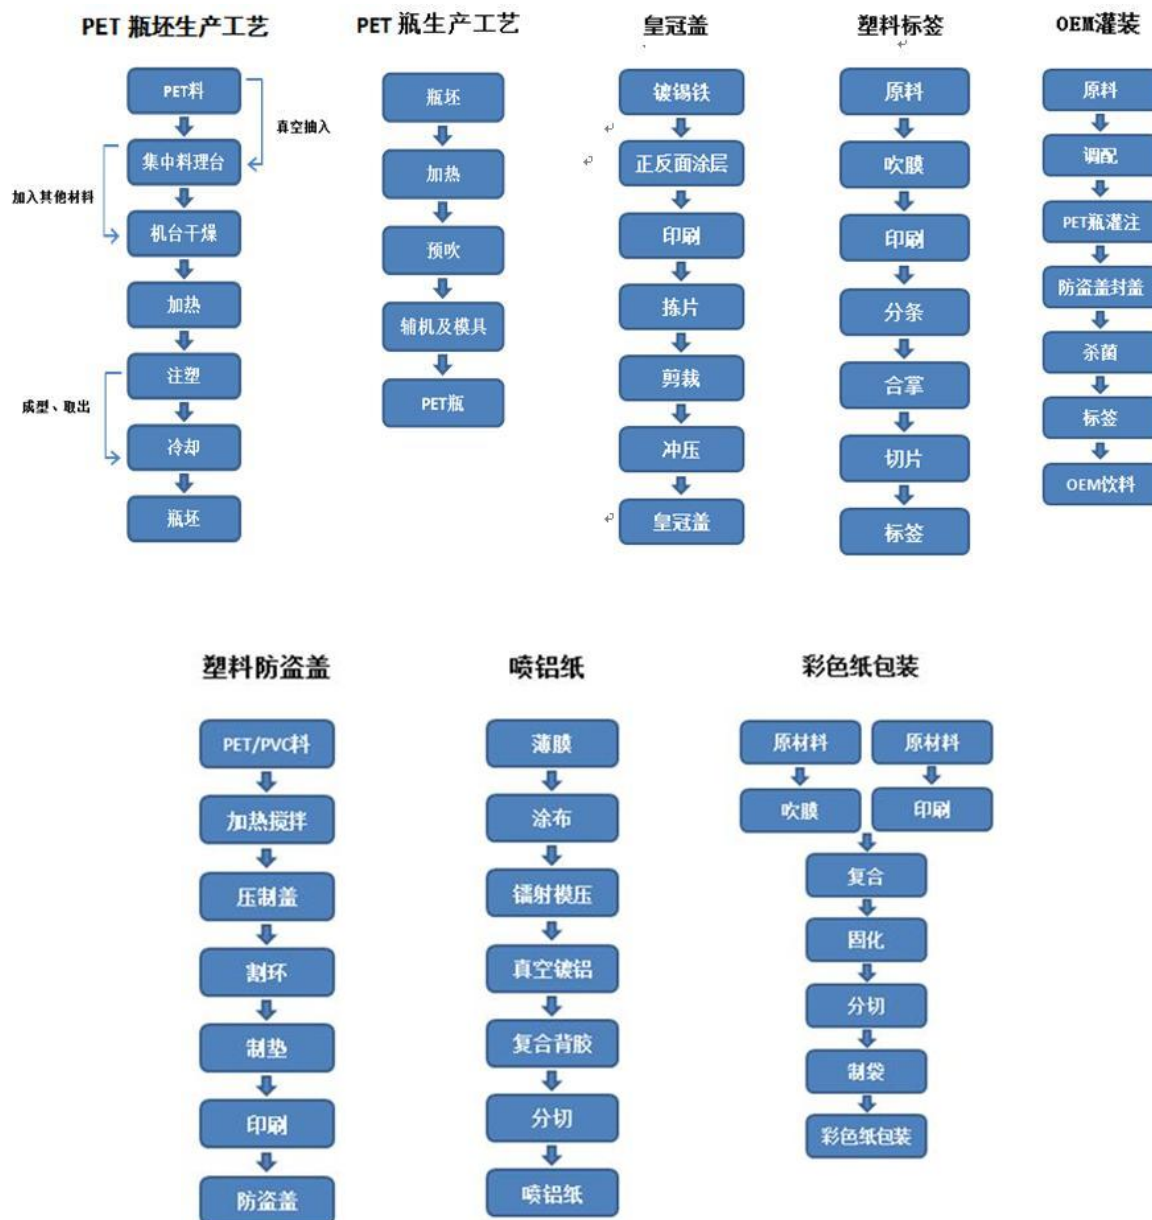 PET 瓶坯生产工艺
PET料
真空抽入
集中料理台
加入其他材料
机台干燥
加热
注塑
成型、取出
冷却
瓶坯
PET 瓶生产工艺
瓶坯
加热
预吹
辅机及模具
PET瓶
皇冠盖
镀锡铁
正反面涂层
印刷
拣片
剪裁
冲压
皇冠盖
塑料标签
原料
吹膜
印刷
分条
合掌
切片
标签
OEM灌装
原料
调配
PET瓶灌注
防盗盖封盖
杀菌
标签
OEM饮料
塑料防盗盖
PET/PVC料
加热搅拌
压制盖
割环
制垫
印刷
防盗盖
喷铝纸
薄膜
涂布
镭射模压
真空镀铝
复合背胶
分切
喷铝纸
彩色纸包装
原材料
原材料
吹膜
印刷
复合
固化
分切
制袋
彩色纸包装